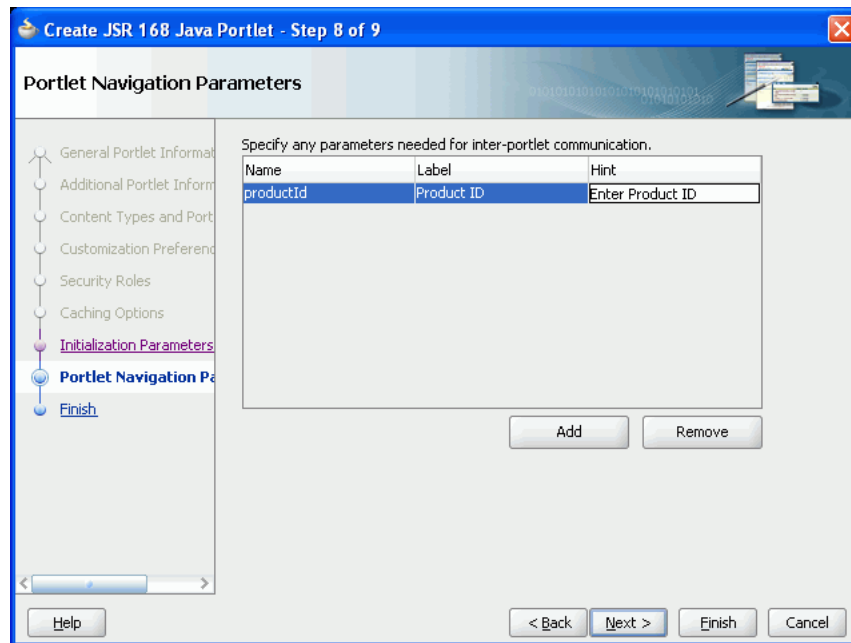 Create JSR 168 Java Portlet - Step 8 of 9
Portlet Navigation Parameters
General Portlet Informat
Additional Portlet Inform
Content Types and Port
Customization Preferenc
Security Roles
Caching Options
Initialization Parameters
Portlet Navigation Pa
Finish
Specify any parameters needed for inter-portlet communication.
Name Label Hint
productId Product ID Enter Product ID
Add Remove
Help < Back Next > Finish Cancel